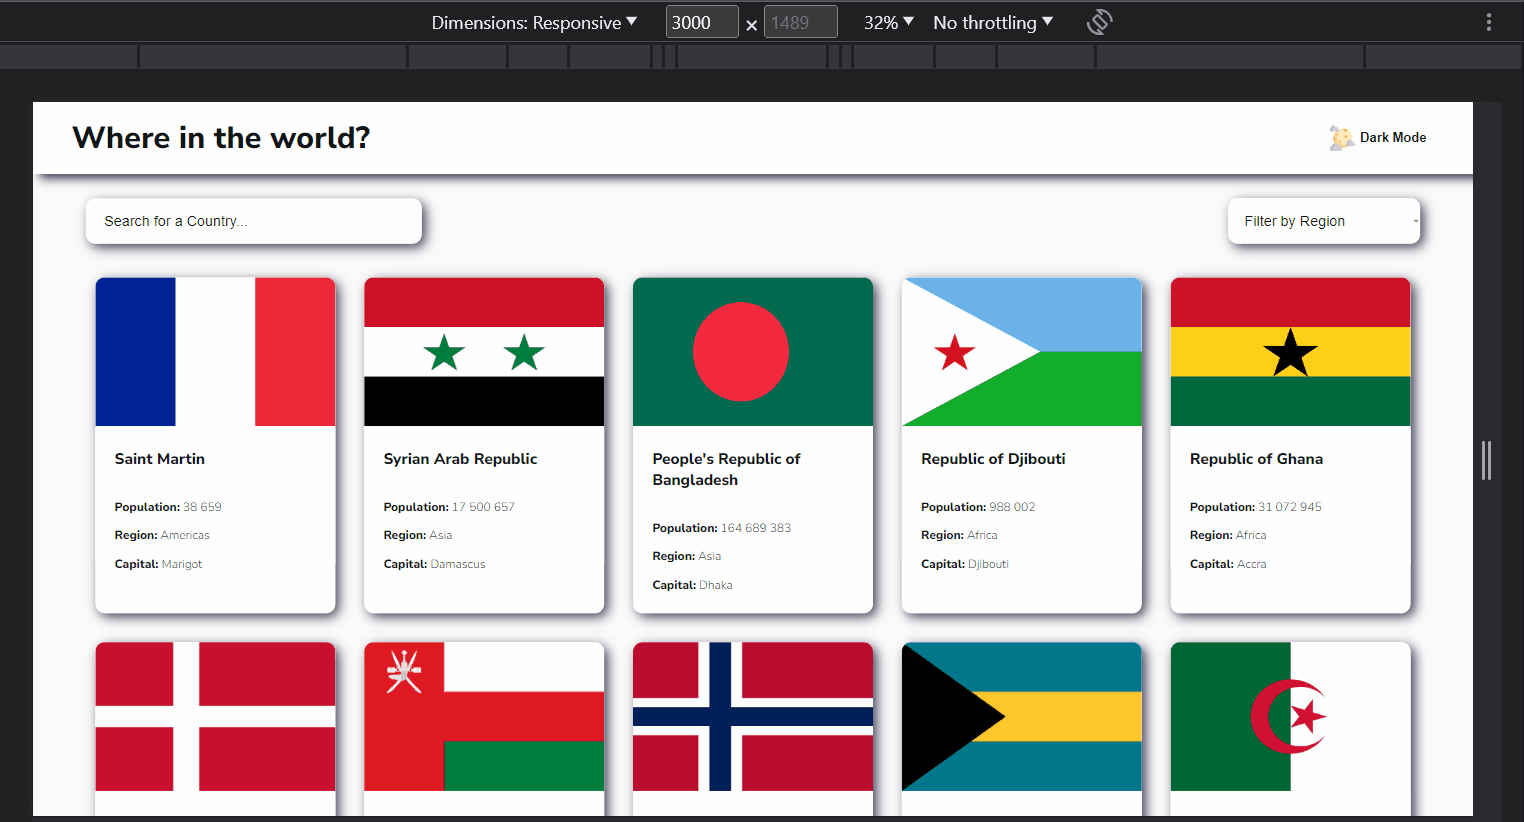 Dimensions: Responsive 3000 × 1489 32% No throttling
Where in the world?
Dark Mode
Search for a Country...
Filter by Region
Saint Martin
Population: 38 659
Region: Americas
Capital: Marigot
Syrian Arab Republic
Population: 17 500 657
Region: Asia
Capital: Damascus
People's Republic of
Bangladesh
Population: 164 689 383
Region: Asia
Capital: Dhaka
Republic of Djibouti
Population: 988 002
Region: Africa
Capital: Djibouti
Republic of Ghana
Population: 31 072 945
Region: Africa
Capital: Accra